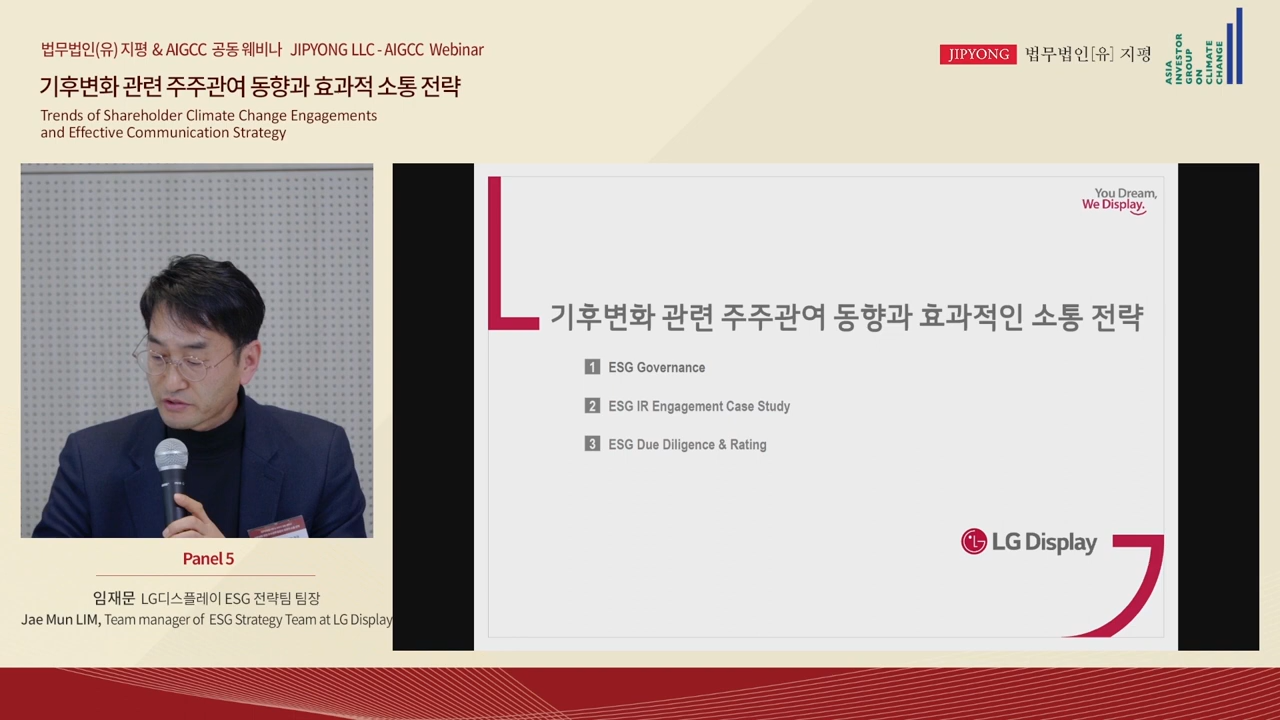 법무법인(유) 지평 & AIGCC 공동 웨비나 JIPYONG LLC - AIGCC Webinar
기후변화 관련 주주관여 동향과 효과적 소통 전략
Trends of Shareholder Climate Change Engagements
and Effective Communication Strategy
JIPYONG 법무법인[유] 지평
ASIA
INVESTOR
GROUP
ON
CLIMATE
CHANGE
You Dream,
We Display.
기후변화 관련 주주관여 동향과 효과적인 소통 전략
1 ESG Governance
2 ESG IR Engagement Case Study
3 ESG Due Diligence & Rating
LG Display
Panel 5
임재문 LG디스플레이 ESG 전략팀 팀장
Jae Mun LIM, Team manager of ESG Strategy Team at LG Display